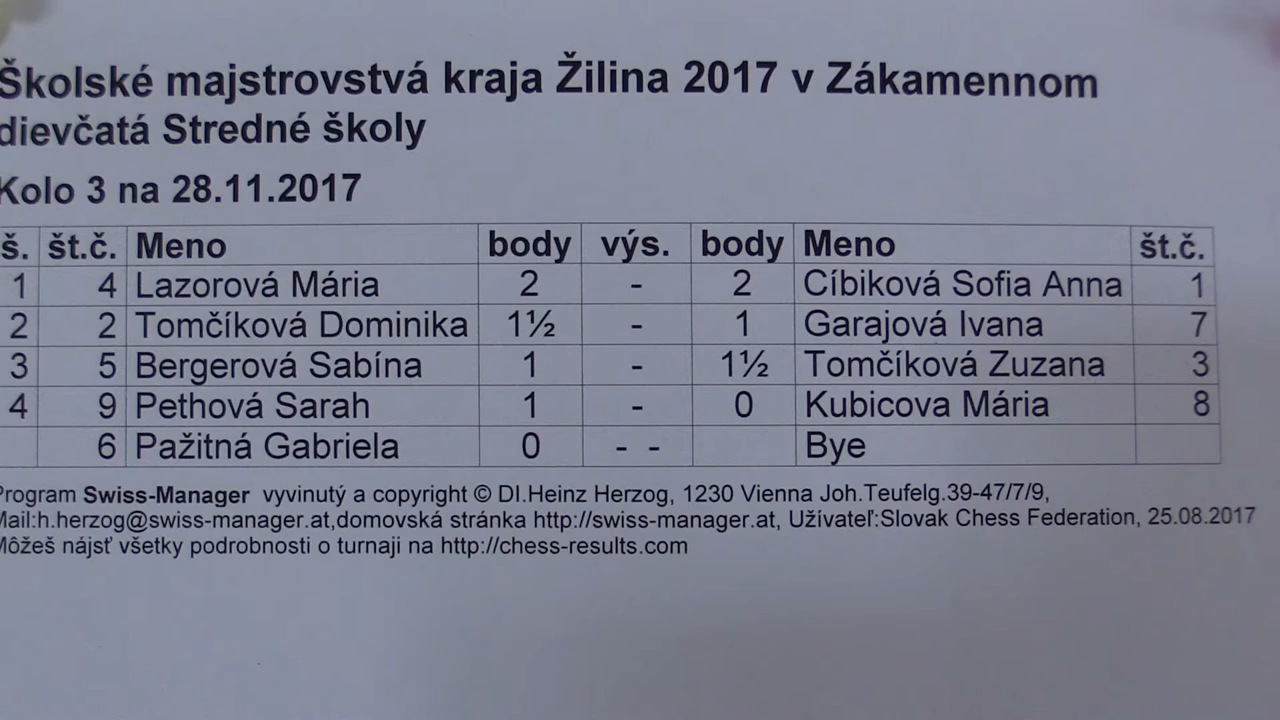 Školské majstrovstvá kraja Žilina 2017 v Zákamennom
dievčatá Stredné školy
Kolo 3 na 28.11.2017
š. št.č. Meno body výs. body Meno št.č.
1 4 Lazorová Mária 2 - 2 Cíbiková Sofia Anna 1
2 2 Tomčíková Dominika 1½ - 1 Garajová Ivana 7
3 5 Bergerová Sabína 1 - 1½ Tomčíková Zuzana 3
4 9 Pethová Sarah 1 - 0 Kubicova Mária 8
6 Pažitná Gabriela 0 - - Bye
Program Swiss-Manager vyvinutý a copyright © DI.Heinz Herzog, 1230 Vienna Joh.Teufelg.39-47/7/9,
Mail:h.herzog@swiss-manager.at,domovská stránka http://swiss-manager.at, Užívateľ:Slovak Chess Federation, 25.08.2017
Môžeš nájsť všetky podrobnosti o turnaji na http://chess-results.com